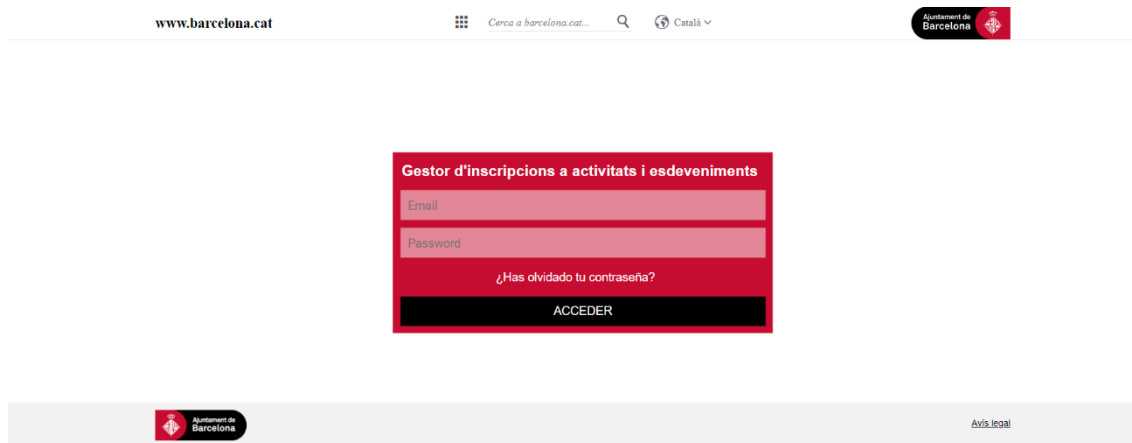 www.barcelona.cat
Cerca a barcelona.cat...
Català
Ajuntament de
Barcelona
Gestor d'inscripcions a activitats i esdeveniments
Email
Password
¿Has olvidado tu contraseña?
ACCEDER
Ajuntament de
Barcelona
Avís legal